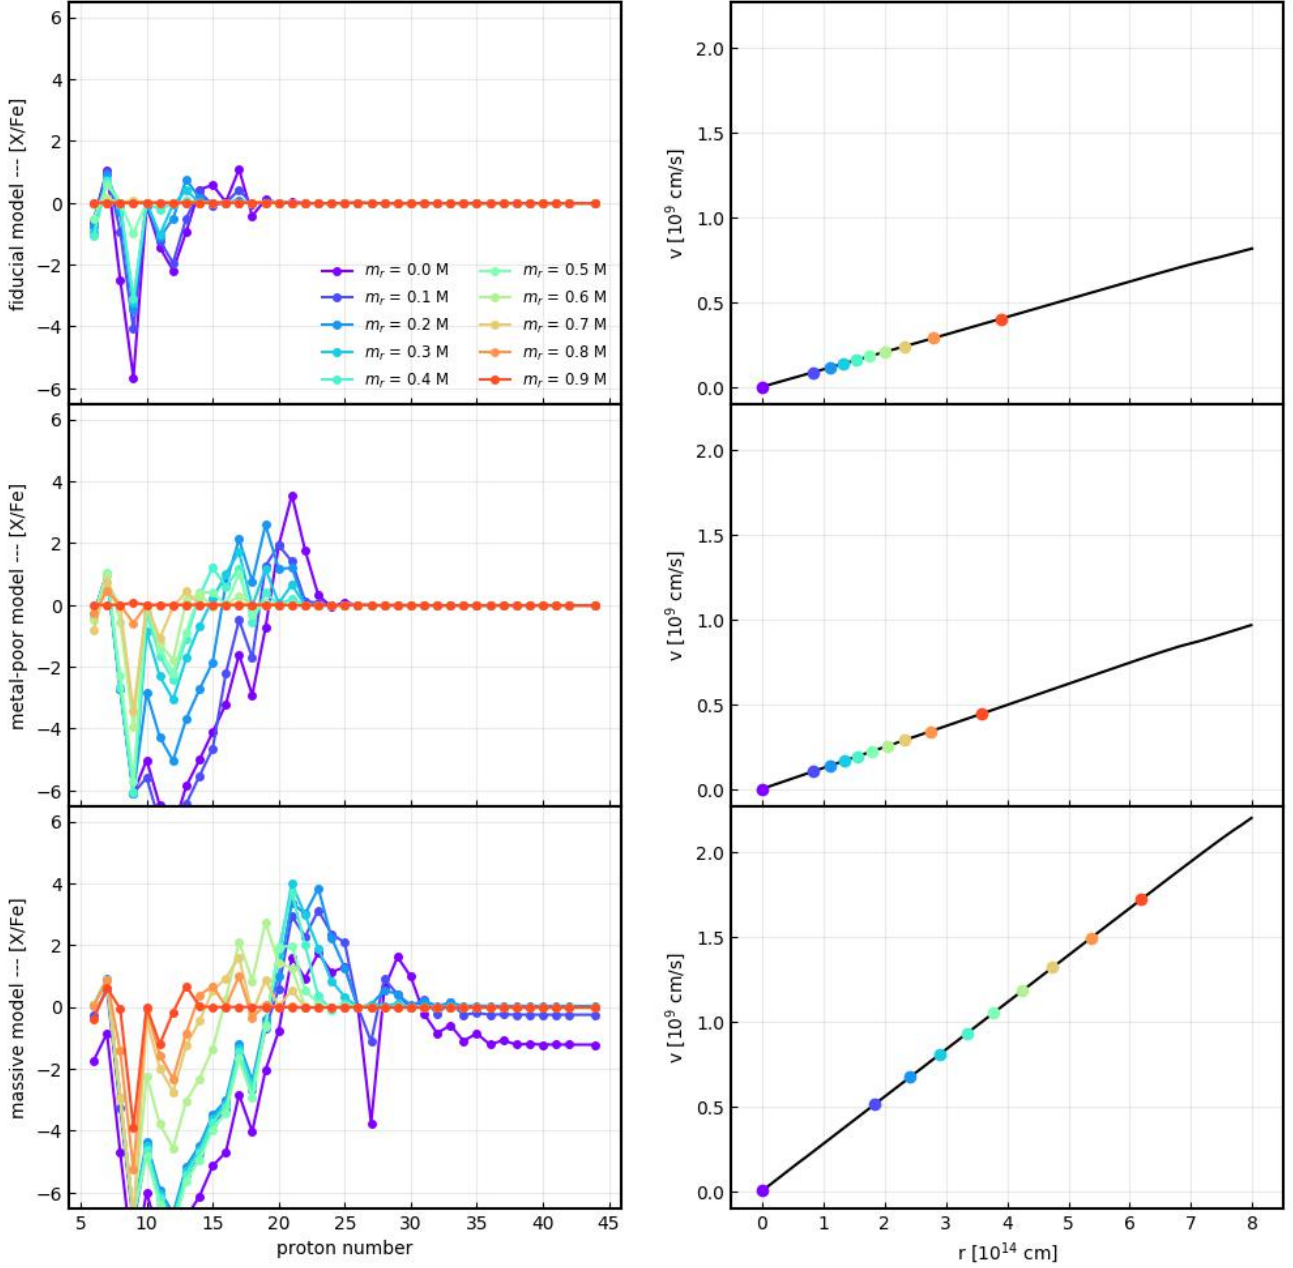 6
4
2
0
−2
−4
−6
fiducial model --- [X/Fe]
m_r = 0.0 M
m_r = 0.1 M
m_r = 0.2 M
m_r = 0.3 M
m_r = 0.4 M
m_r = 0.5 M
m_r = 0.6 M
m_r = 0.7 M
m_r = 0.8 M
m_r = 0.9 M
2.0
1.5
1.0
0.5
0.0
v [10^9 cm/s]
6
4
2
0
−2
−4
−6
metal-poor model --- [X/Fe]
2.0
1.5
1.0
0.5
0.0
v [10^9 cm/s]
6
4
2
0
−2
−4
−6
massive model --- [X/Fe]
5 10 15 20 25 30 35 40 45
proton number
2.0
1.5
1.0
0.5
0.0
v [10^9 cm/s]
0 1 2 3 4 5 6 7 8
r [10^14 cm]